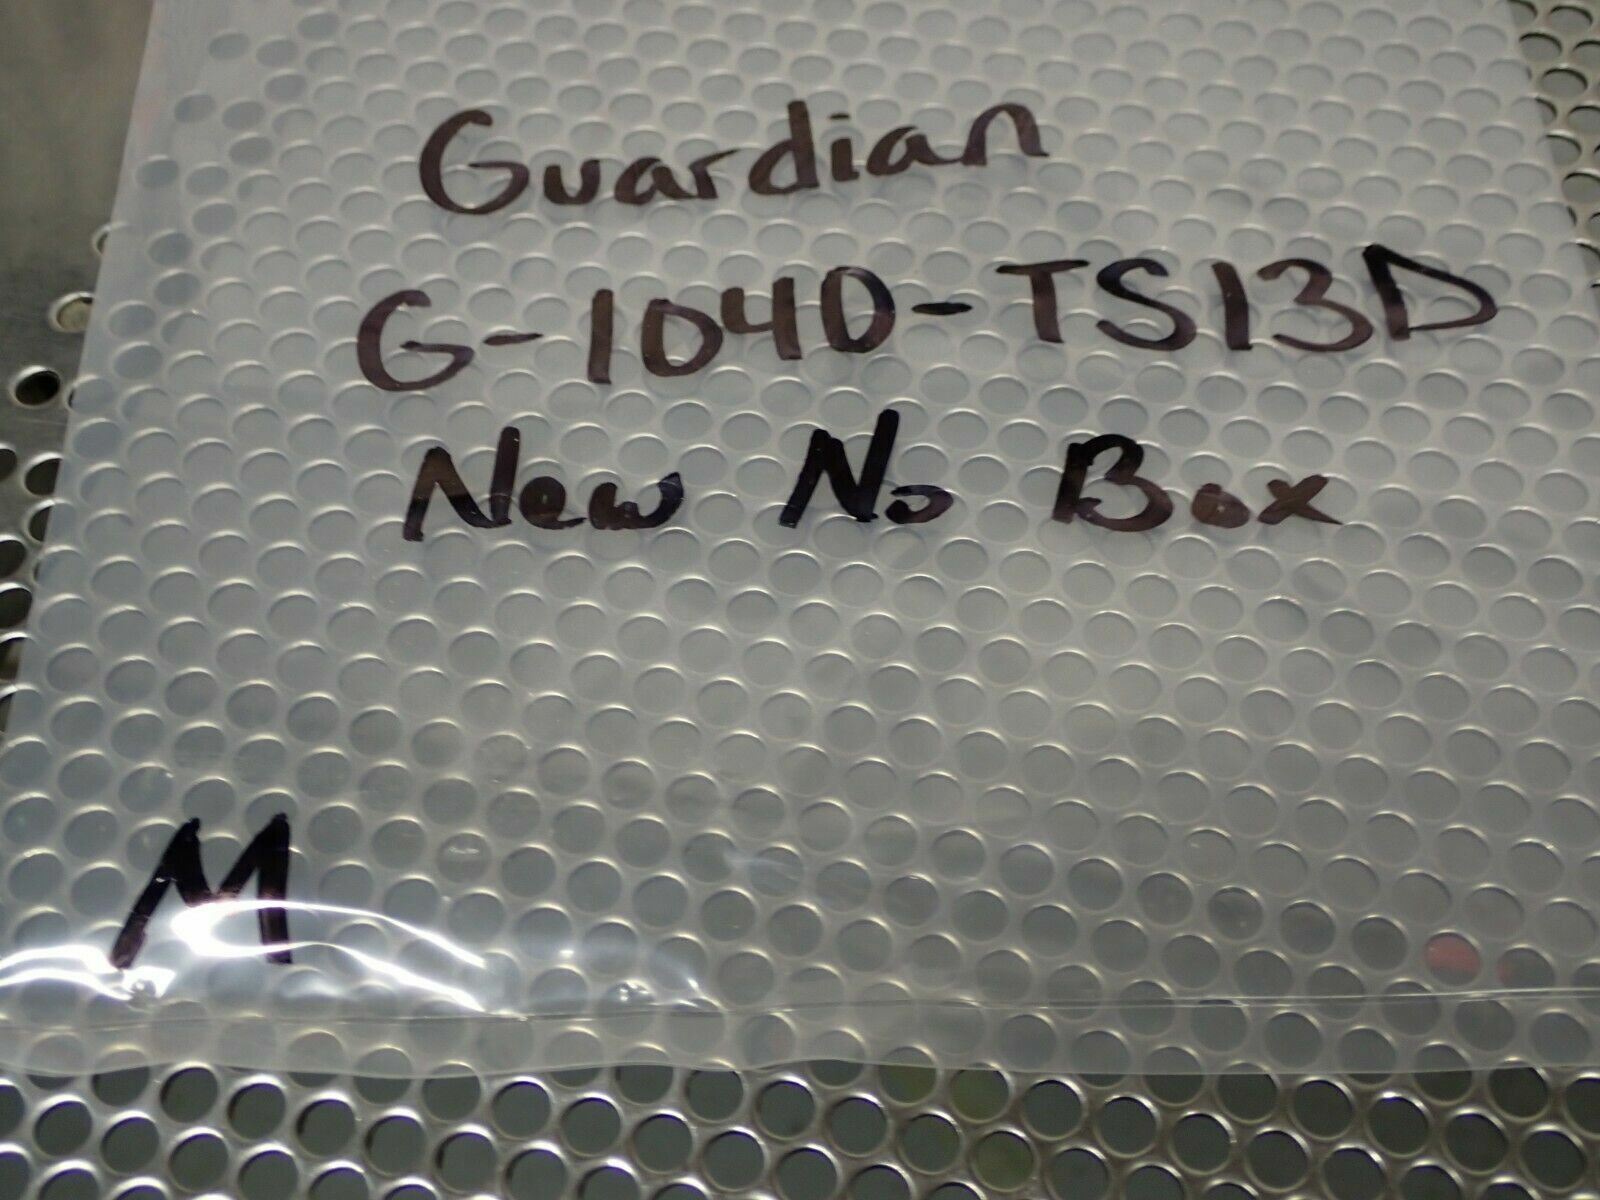 Guardian
G-1040-TS13D
New No Box
M